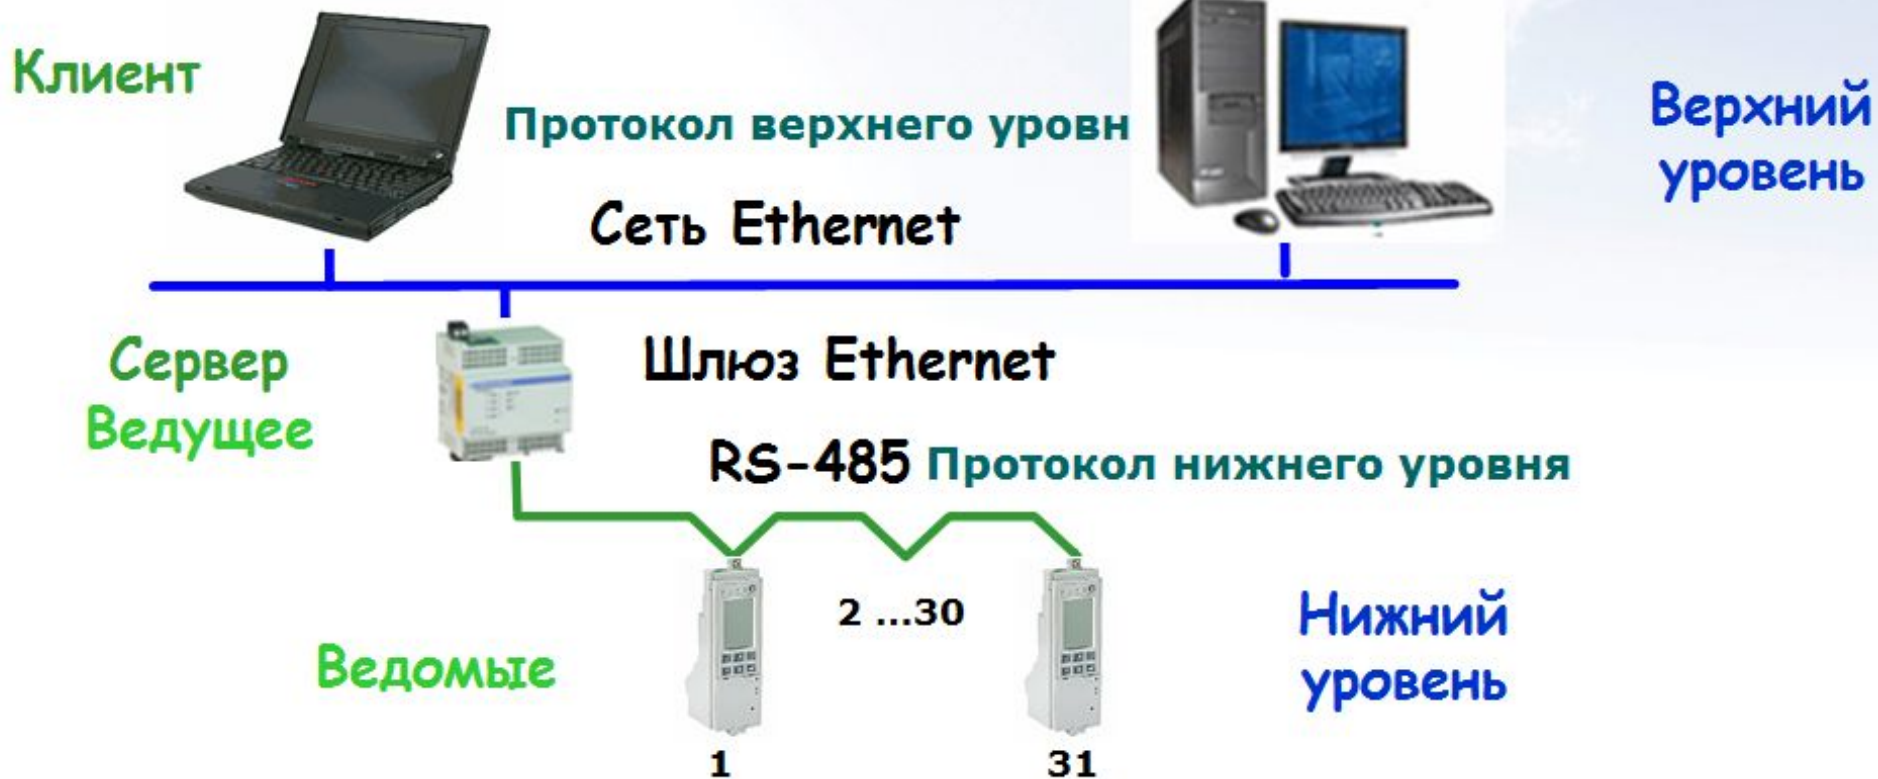 Клиент
Протокол верхнего уровн
Верхний
уровень
Сеть Ethernet
Сервер
Ведущее
Шлюз Ethernet
RS-485 Протокол нижнего уровня
2 ...30
Ведомые
Нижний
уровень
1
31